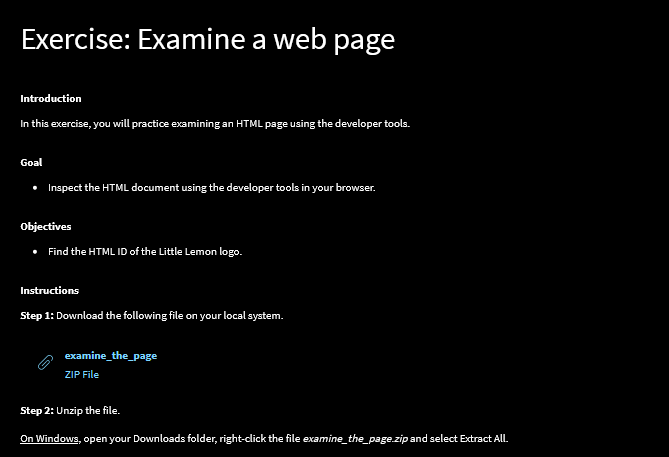 Exercise: Examine a web page
Introduction
In this exercise, you will practice examining an HTML page using the developer tools.
Goal
• Inspect the HTML document using the developer tools in your browser.
Objectives
• Find the HTML ID of the Little Lemon logo.
Instructions
Step 1: Download the following file on your local system.
examine_the_page
ZIP File
Step 2: Unzip the file.
On Windows, open your Downloads folder, right-click the file examine_the_page.zip and select Extract All.